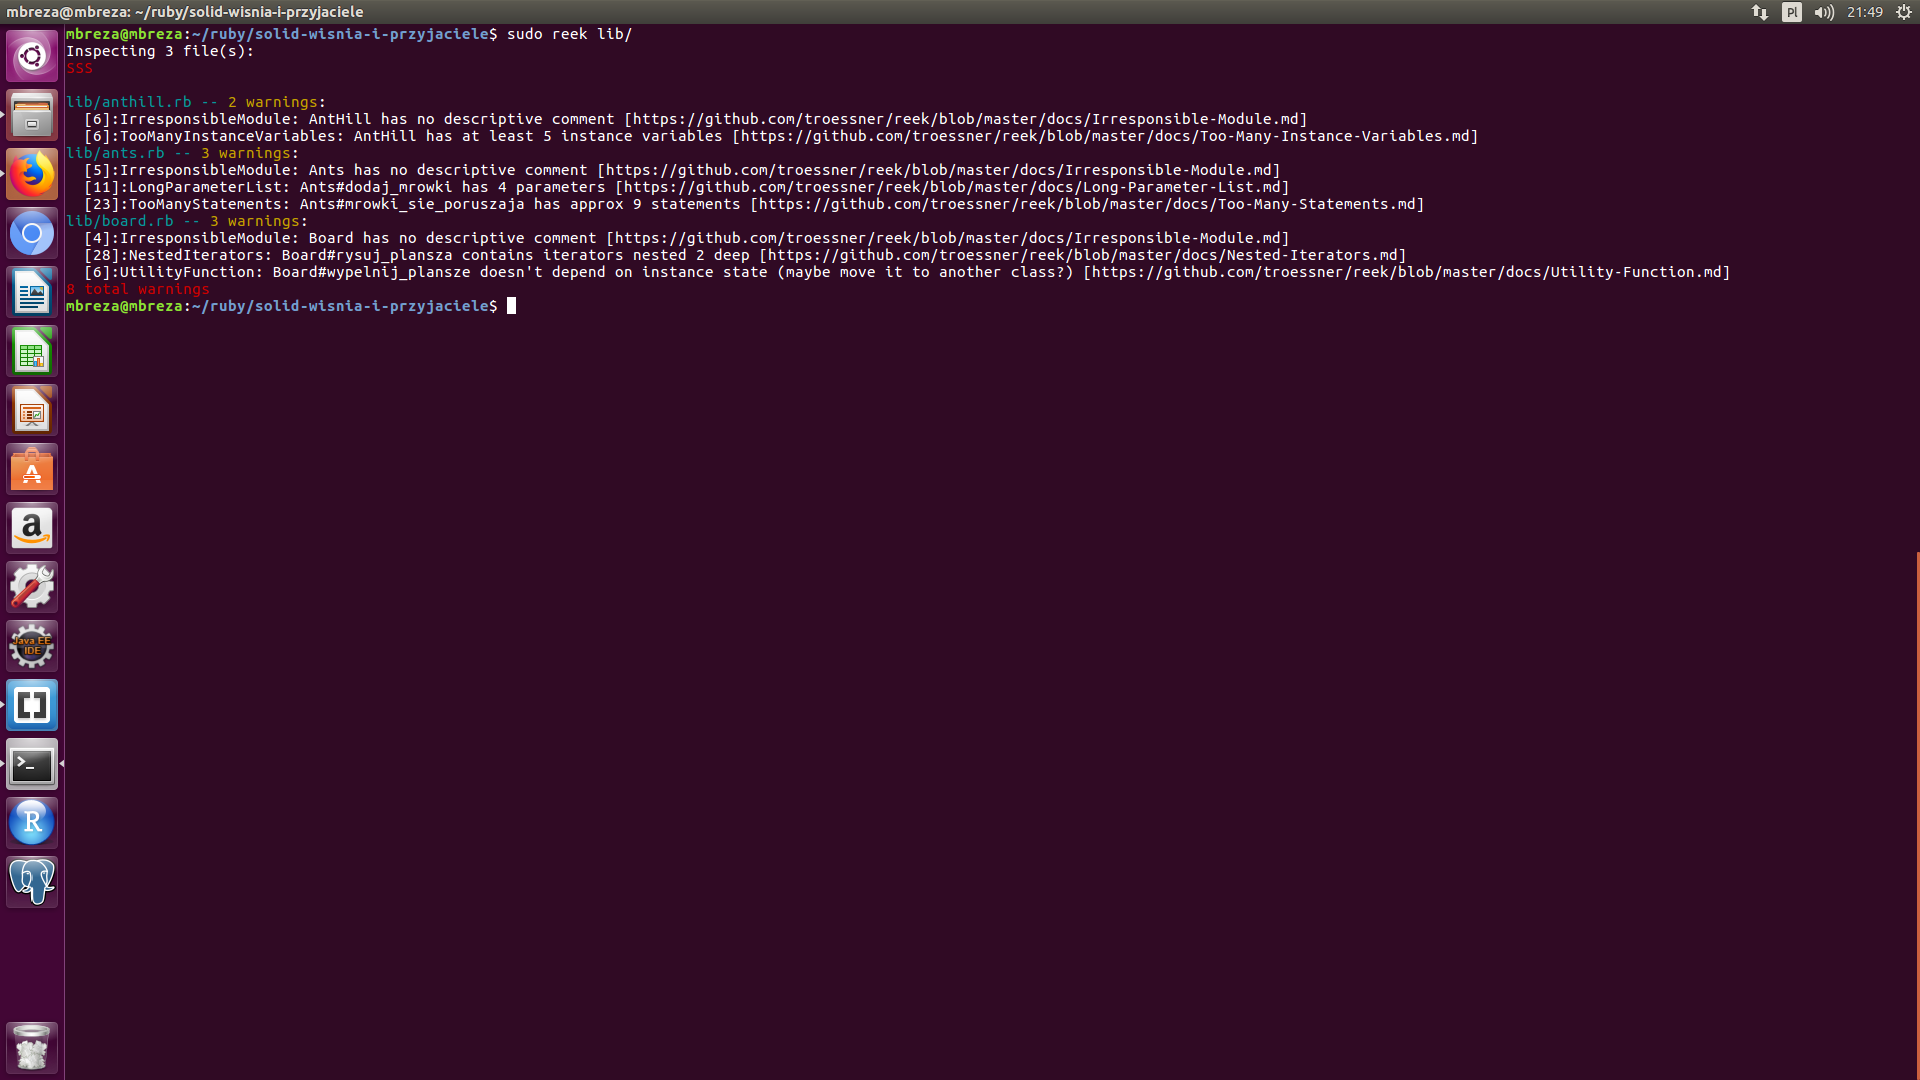 mbreza@mbreza: ~/ruby/solid-wisnia-i-przyjaciele
Pl
21:49
mbreza@mbreza:~/ruby/solid-wisnia-i-przyjaciele$ sudo reek lib/
Inspecting 3 file(s):
SSS
lib/anthill.rb -- 2 warnings:
[6]:IrresponsibleModule: AntHill has no descriptive comment [https://github.com/troessner/reek/blob/master/docs/Irresponsible-Module.md]
[6]:TooManyInstanceVariables: AntHill has at least 5 instance variables [https://github.com/troessner/reek/blob/master/docs/Too-Many-Instance-Variables.md]
lib/ants.rb -- 3 warnings:
[5]:IrresponsibleModule: Ants has no descriptive comment [https://github.com/troessner/reek/blob/master/docs/Irresponsible-Module.md]
[11]:LongParameterList: Ants#dodaj_mrowki has 4 parameters [https://github.com/troessner/reek/blob/master/docs/Long-Parameter-List.md]
[23]:TooManyStatements: Ants#mrowki_sie_poruszaja has approx 9 statements [https://github.com/troessner/reek/blob/master/docs/Too-Many-Statements.md]
lib/board.rb -- 3 warnings:
[4]:IrresponsibleModule: Board has no descriptive comment [https://github.com/troessner/reek/blob/master/docs/Irresponsible-Module.md]
[28]:NestedIterators: Board#rysuj_plansza contains iterators nested 2 deep [https://github.com/troessner/reek/blob/master/docs/Nested-Iterators.md]
[6]:UtilityFunction: Board#wypelnij_plansze doesn't depend on instance state (maybe move it to another class?) [https://github.com/troessner/reek/blob/master/docs/Utility-Function.md]
8 total warnings
mbreza@mbreza:~/ruby/solid-wisnia-i-przyjaciele$
A
a
Java EE
IDE
>_
R